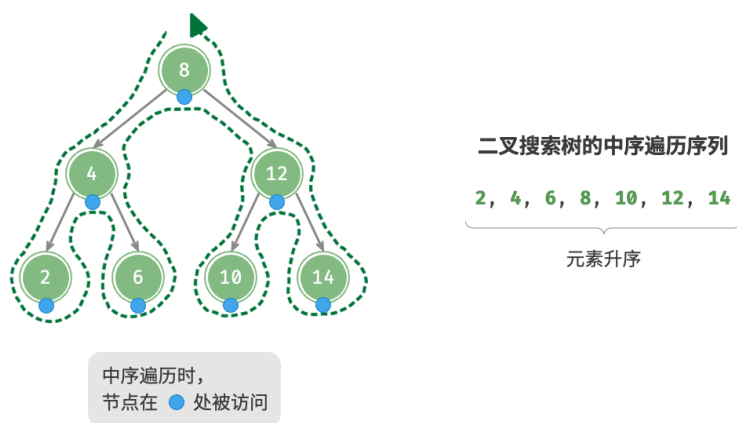 8
4
12
2
6
10
14
二叉搜索树的中序遍历序列
2, 4, 6, 8, 10, 12, 14
元素升序
中序遍历时，
节点在 处被访问